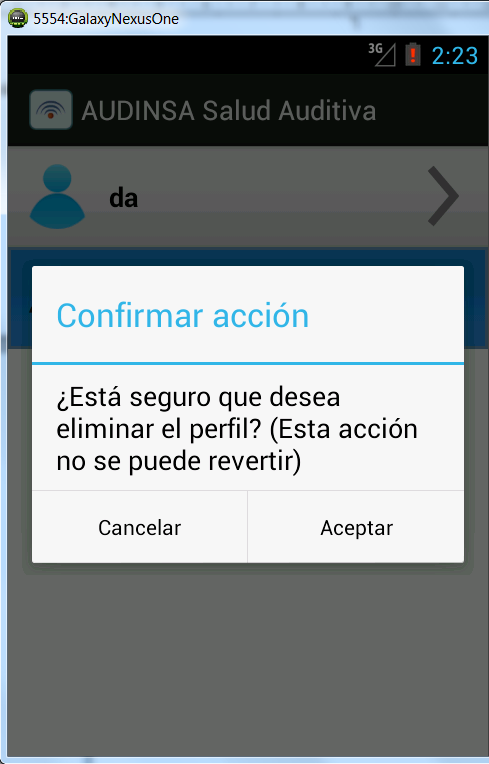 5554:GalaxyNexusOne
3G 2:23
AUDINSA Salud Auditiva
da
Confirmar acción
¿Está seguro que desea
eliminar el perfil? (Esta acción
no se puede revertir)
Cancelar Aceptar